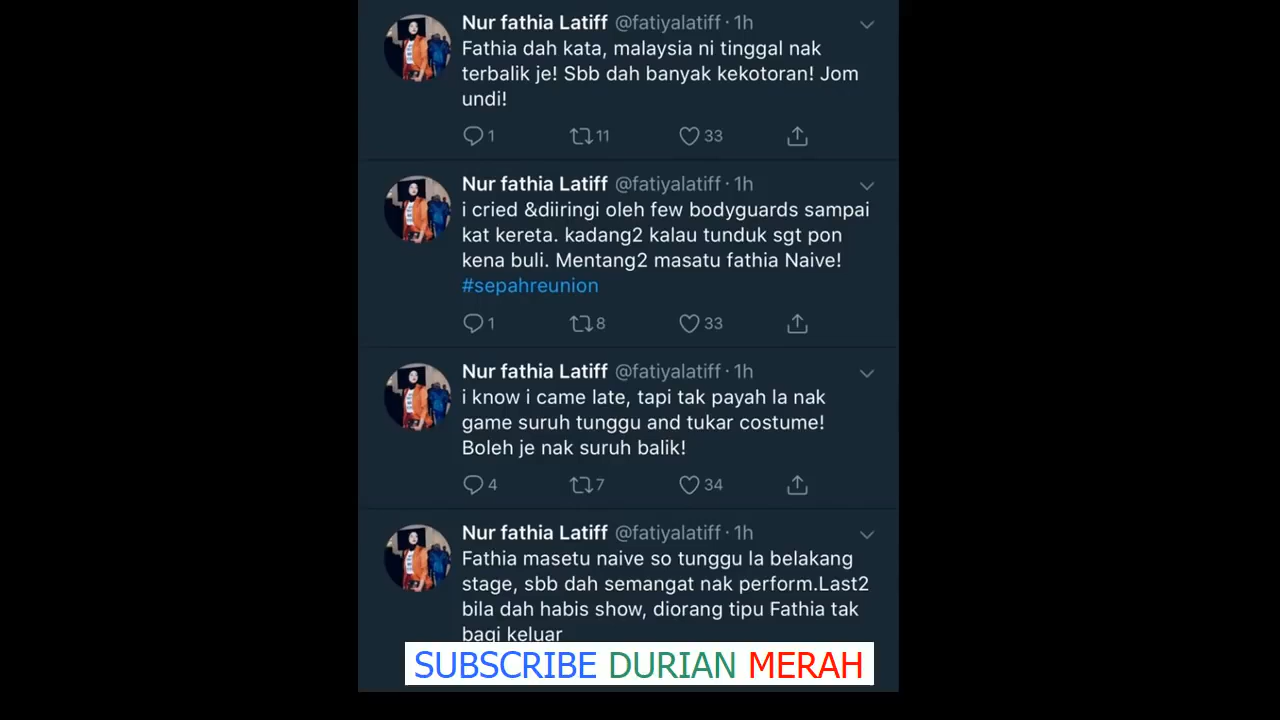 Nur fathia Latiff @fatiyalatiff · 1h
Fathia dah kata, malaysia ni tinggal nak
terbalik je! Sbb dah banyak kekotoran! Jom
undi!
1 11 33
Nur fathia Latiff @fatiyalatiff · 1h
i cried &diiringi oleh few bodyguards sampai
kat kereta. kadang2 kalau tunduk sgt pon
kena buli. Mentang2 masatu fathia Naive!
#sepahreunion
1 8 33
Nur fathia Latiff @fatiyalatiff · 1h
i know i came late, tapi tak payah la nak
game suruh tunggu and tukar costume!
Boleh je nak suruh balik!
4 7 34
Nur fathia Latiff @fatiyalatiff · 1h
Fathia masetu naive so tunggu la belakang
stage, sbb dah semangat nak perform.Last2
bila dah habis show, diorang tipu Fathia tak
bagi keluar
SUBSCRIBE DURIAN MERAH